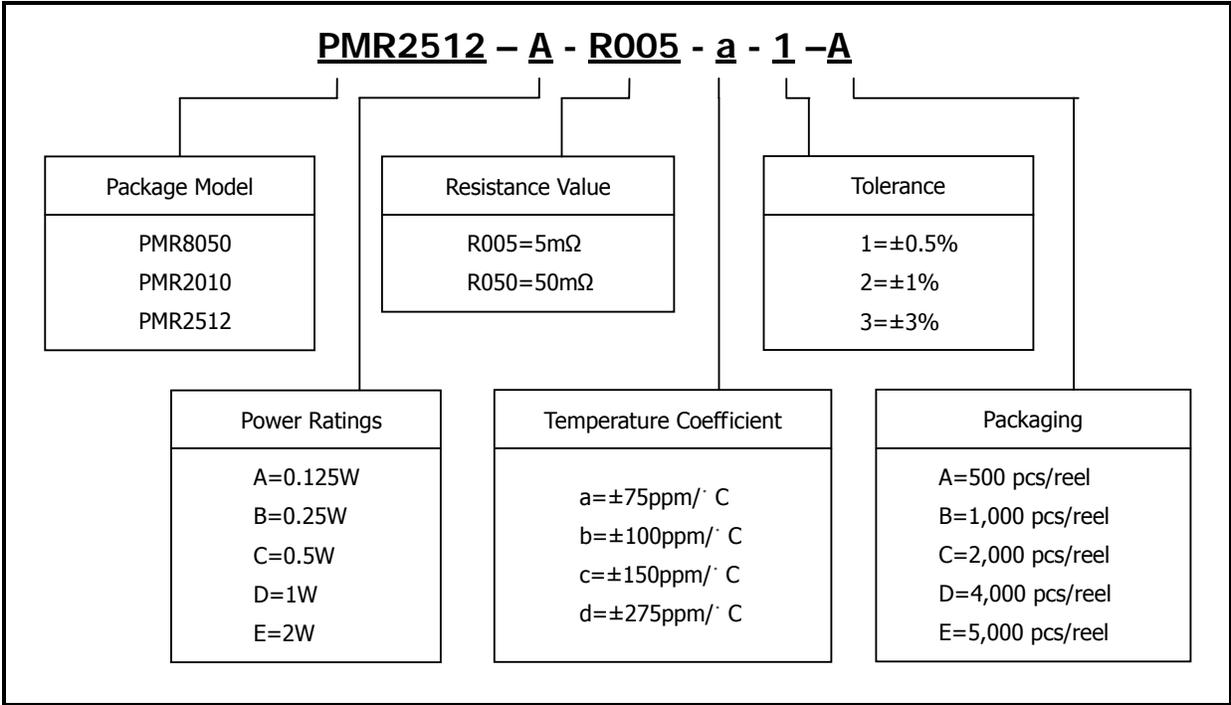 PMR2512 – A - R005 - a - 1 –A
Package Model
PMR8050
PMR2010
PMR2512
Resistance Value
R005=5mΩ
R050=50mΩ
Tolerance
1=±0.5%
2=±1%
3=±3%
Power Ratings
A=0.125W
B=0.25W
C=0.5W
D=1W
E=2W
Temperature Coefficient
a=±75ppm/˙ C
b=±100ppm/˙ C
c=±150ppm/˙ C
d=±275ppm/˙ C
Packaging
A=500 pcs/reel
B=1,000 pcs/reel
C=2,000 pcs/reel
D=4,000 pcs/reel
E=5,000 pcs/reel